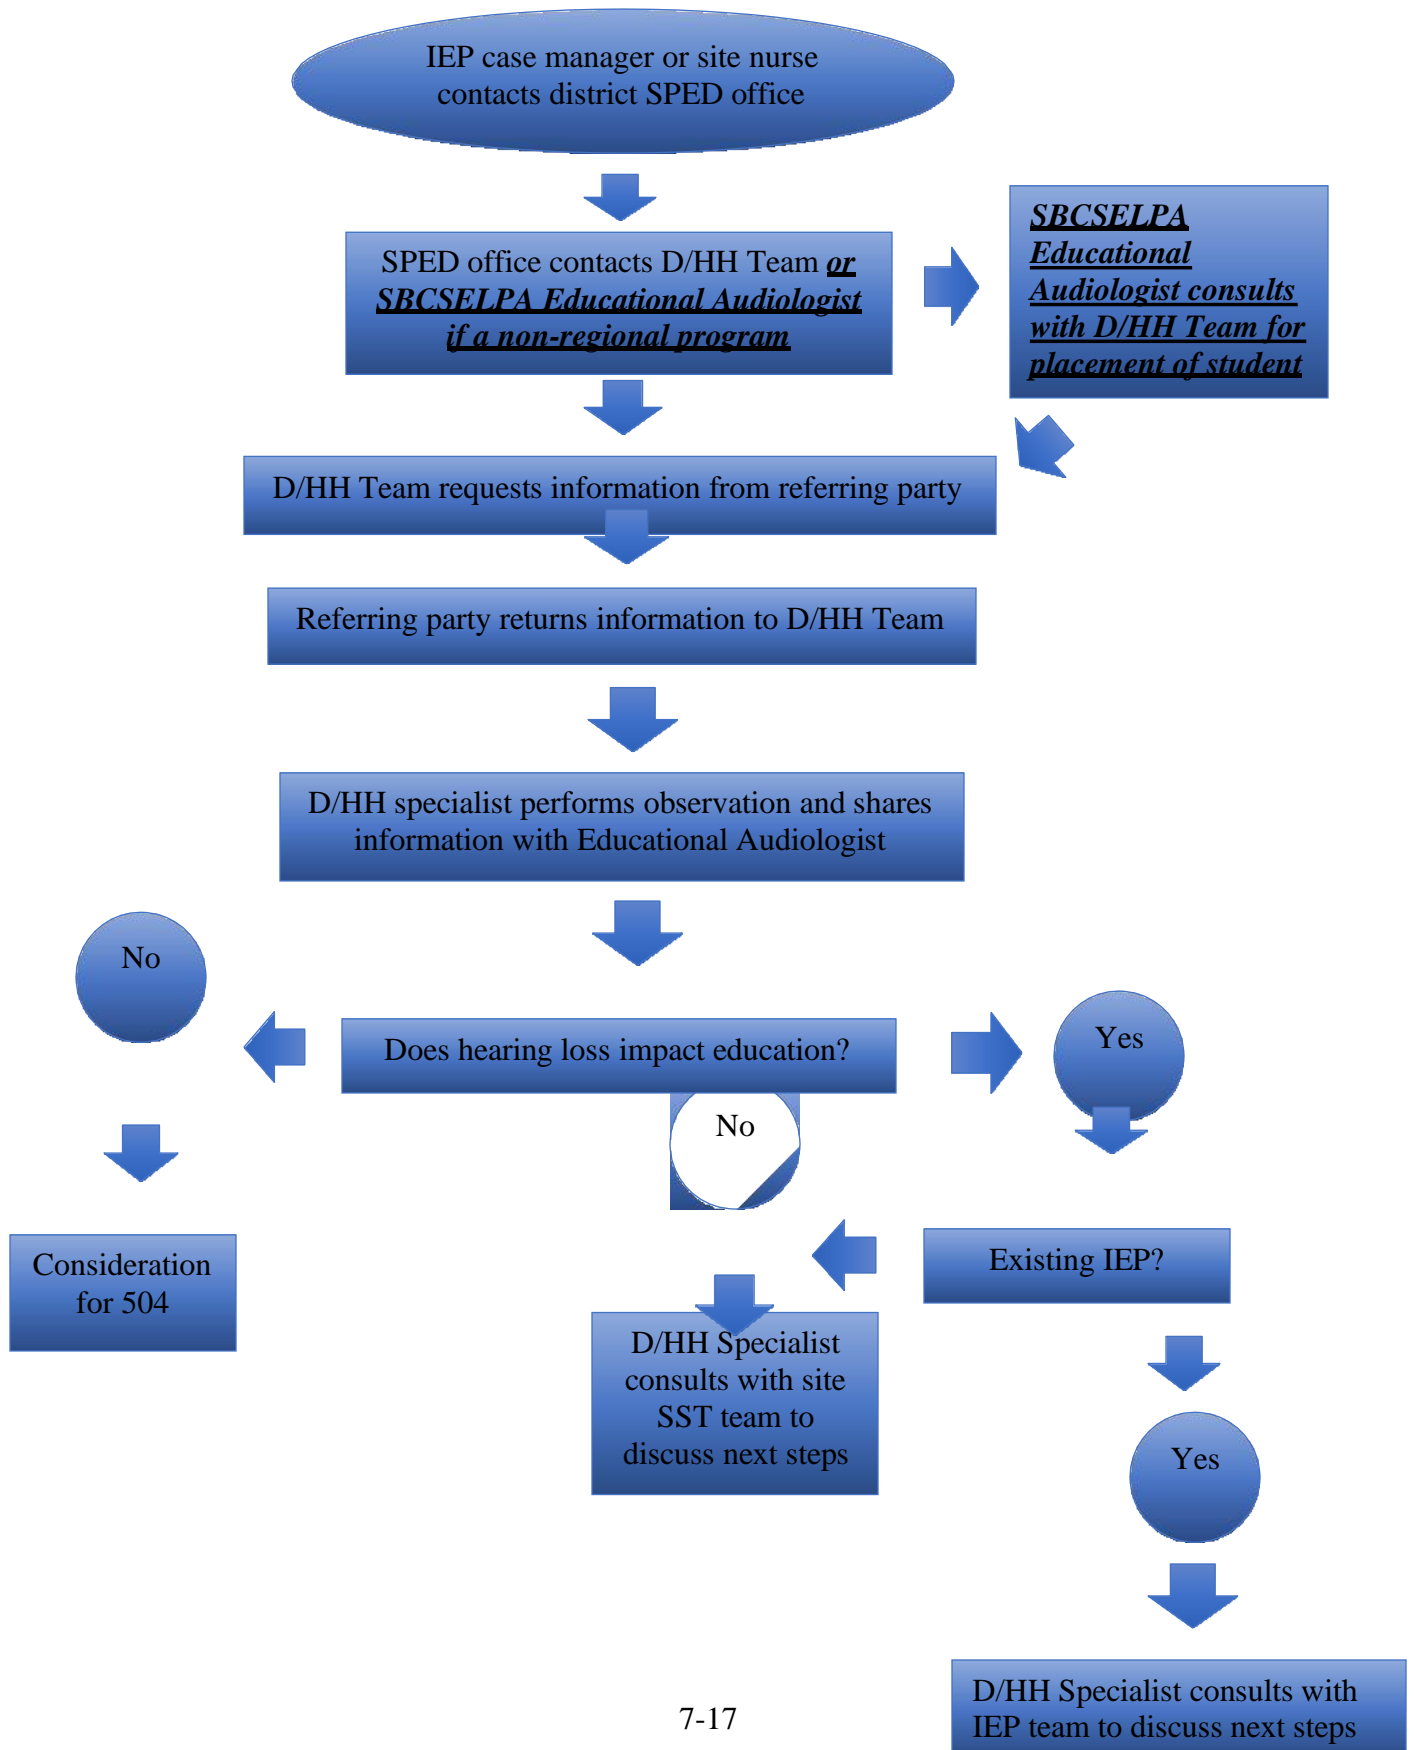 IEP case manager or site nurse
contacts district SPED office
SPED office contacts D/HH Team or
SBCSELPA Educational Audiologist
if a non-regional program
SBCSELPA
Educational
Audiologist consults
with D/HH Team for
placement of student
D/HH Team requests information from referring party
Referring party returns information to D/HH Team
D/HH specialist performs observation and shares
information with Educational Audiologist
No
Does hearing loss impact education?
Yes
No
Consideration
for 504
Existing IEP?
D/HH Specialist
consults with site
SST team to
discuss next steps
Yes
D/HH Specialist consults with
IEP team to discuss next steps
7-17